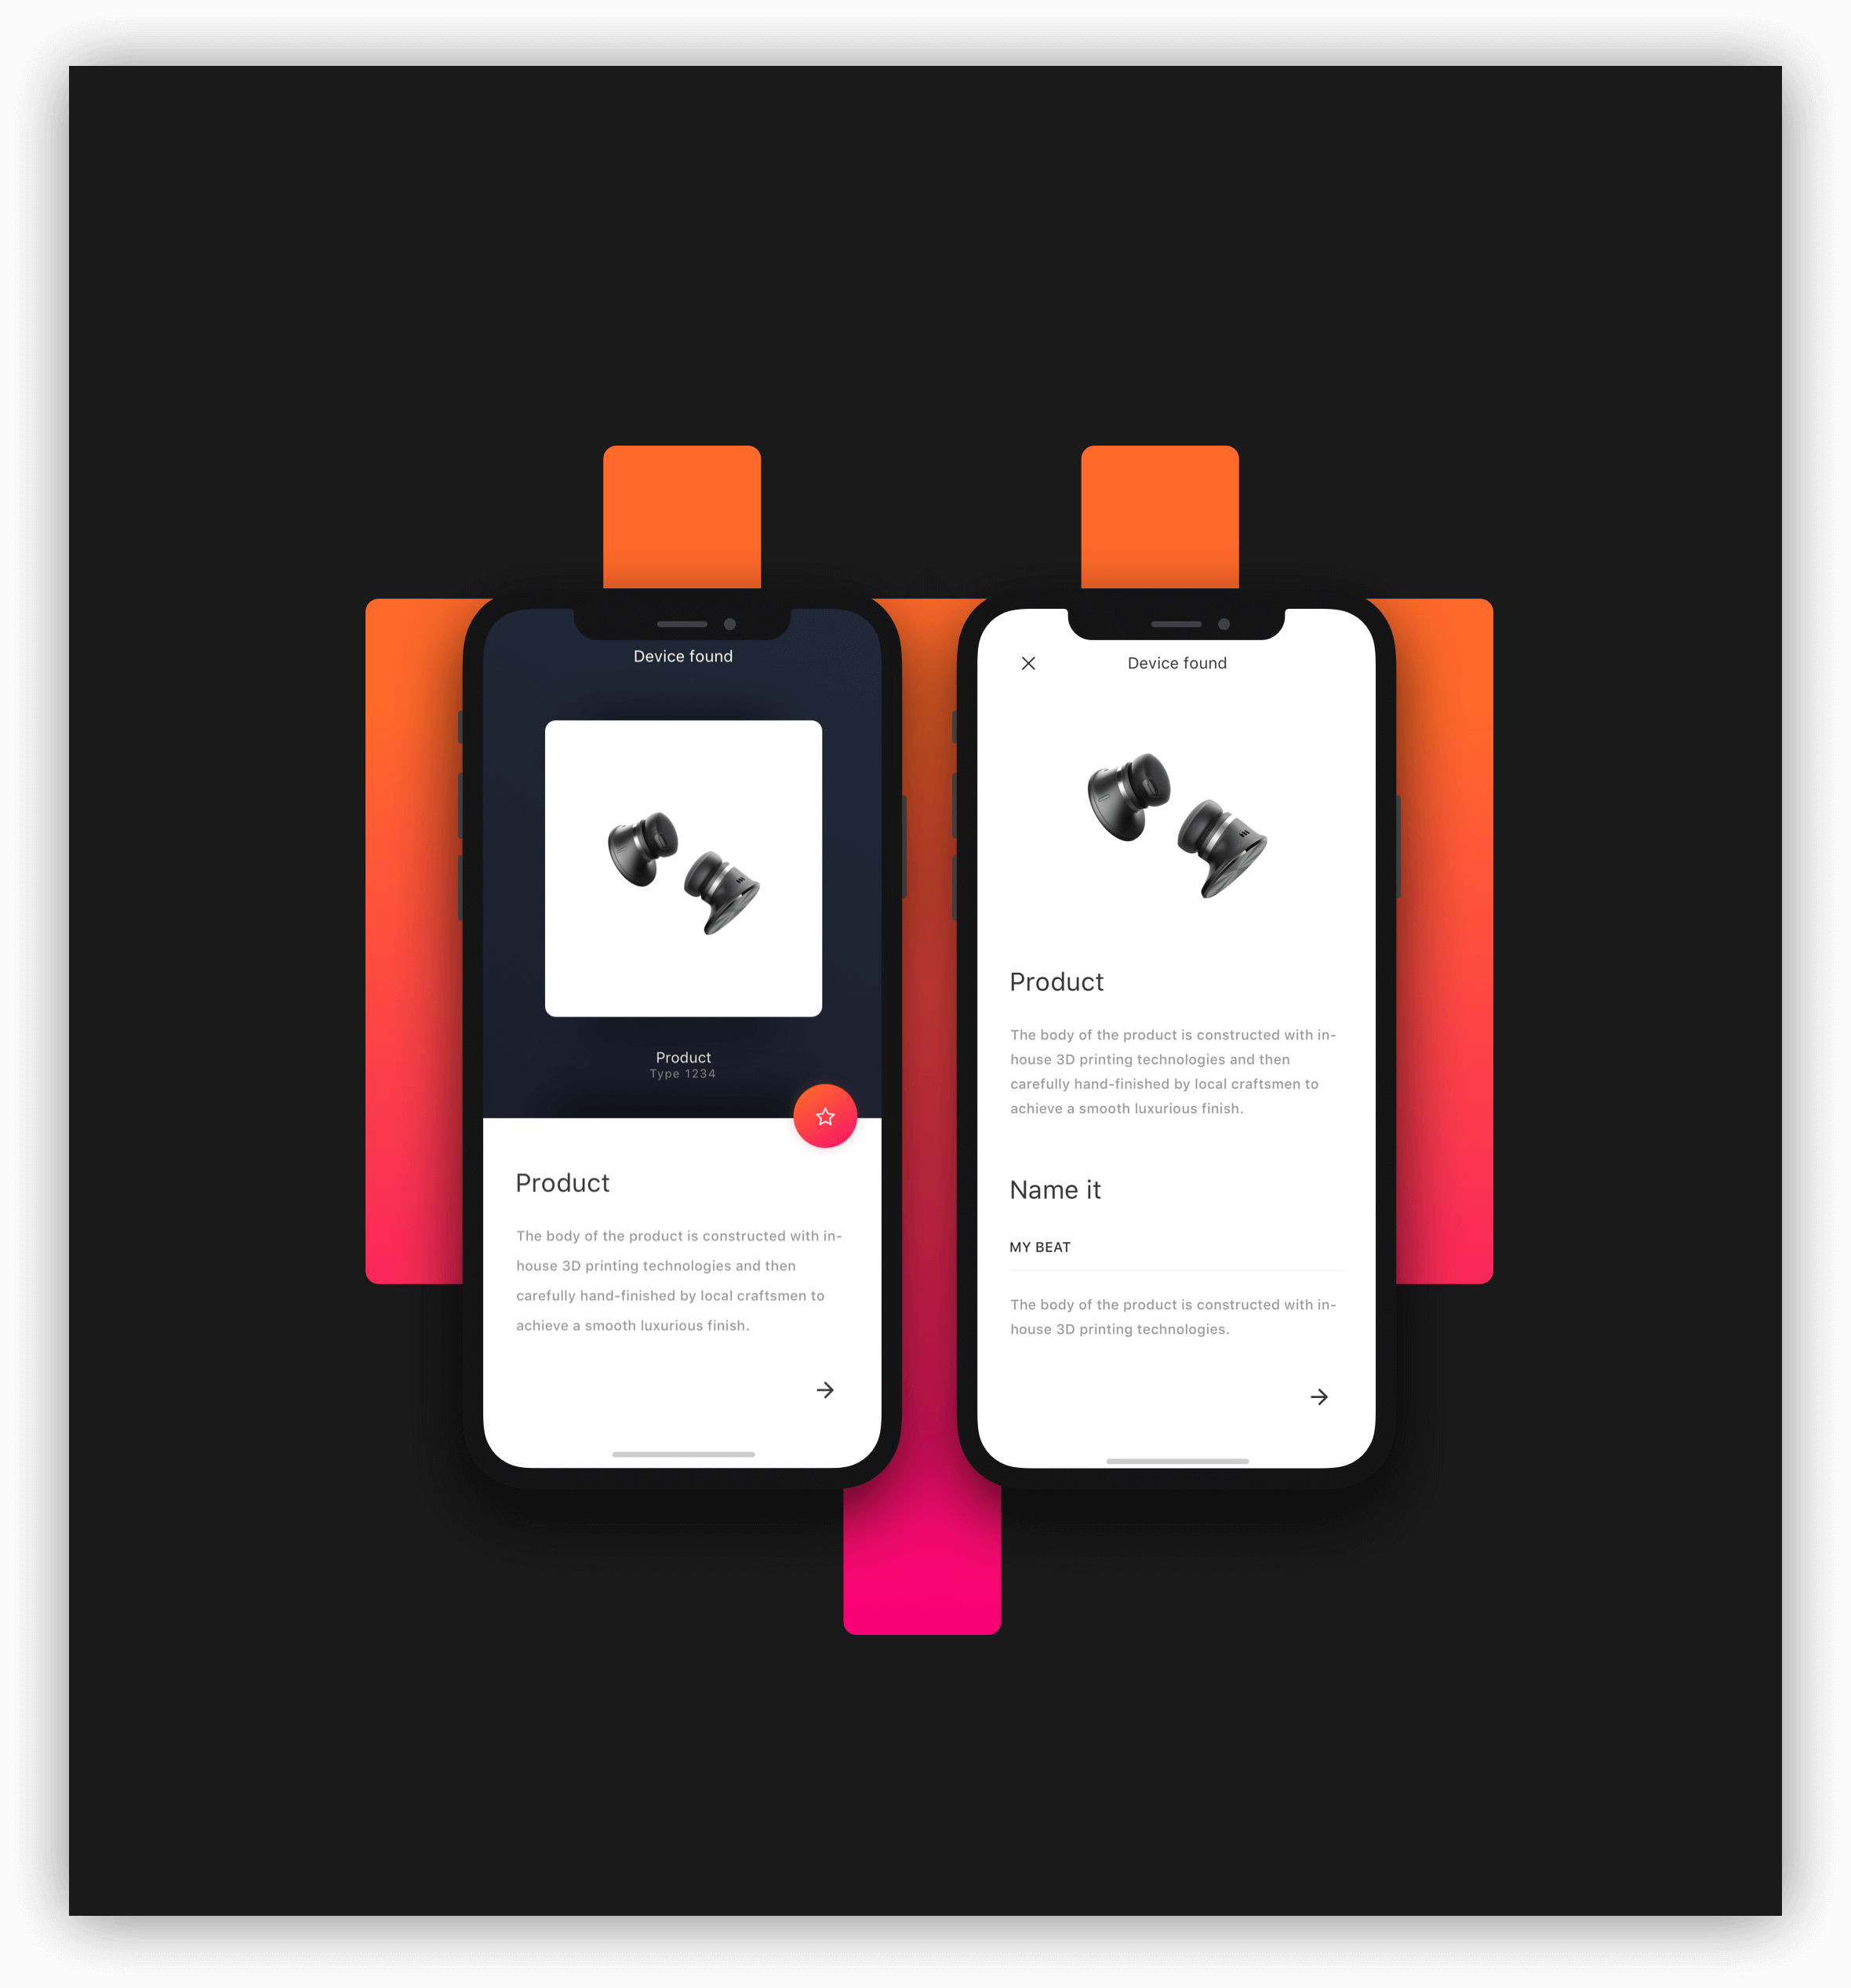 Device found
Product
Type 1234
Product
The body of the product is constructed with in-
house 3D printing technologies and then
carefully hand-finished by local craftsmen to
achieve a smooth luxurious finish.
Device found
Product
The body of the product is constructed with in-
house 3D printing technologies and then
carefully hand-finished by local craftsmen to
achieve a smooth luxurious finish.
Name it
MY BEAT
The body of the product is constructed with in-
house 3D printing technologies.